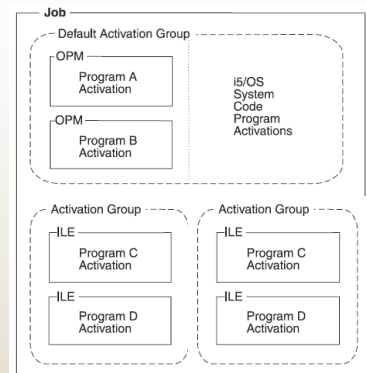 Job
Default Activation Group
OPM
Program A
Activation
OPM
Program B
Activation
i5/OS
System
Code
Program
Activations
Activation Group
ILE
Program C
Activation
ILE
Program D
Activation
Activation Group
ILE
Program C
Activation
ILE
Program D
Activation